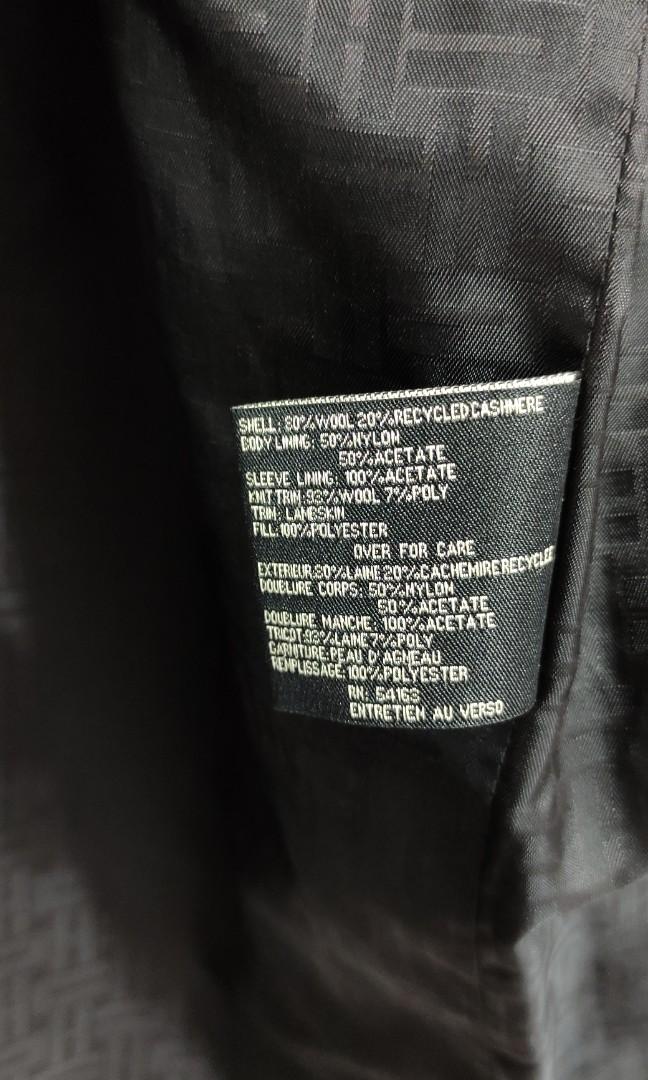 SHELL: 80% WOOL 20% RECYCLED CASHMERE
BODY LINING: 50% NYLON
50% ACETATE
SLEEVE LINING: 100% ACETATE
KNIT TRIM: 93% WOOL 7% POLY
TRIM: LAMBSKIN
FILL: 100% POLYESTER
OVER FOR CARE
EXTERIEUR: 80% LAINE 20% CACHEMIRE RECYCLE
DOUBLURE CORPS: 50% NYLON
50% ACETATE
DOUBLURE MANCHE: 100% ACETATE
TRICOT: 93% LAINE 7% POLY
GARNITURE: PEAU D'AGNEAU
REMPLISSAGE: 100% POLYESTER
RN: 54163
ENTRETIEN AU VERSO